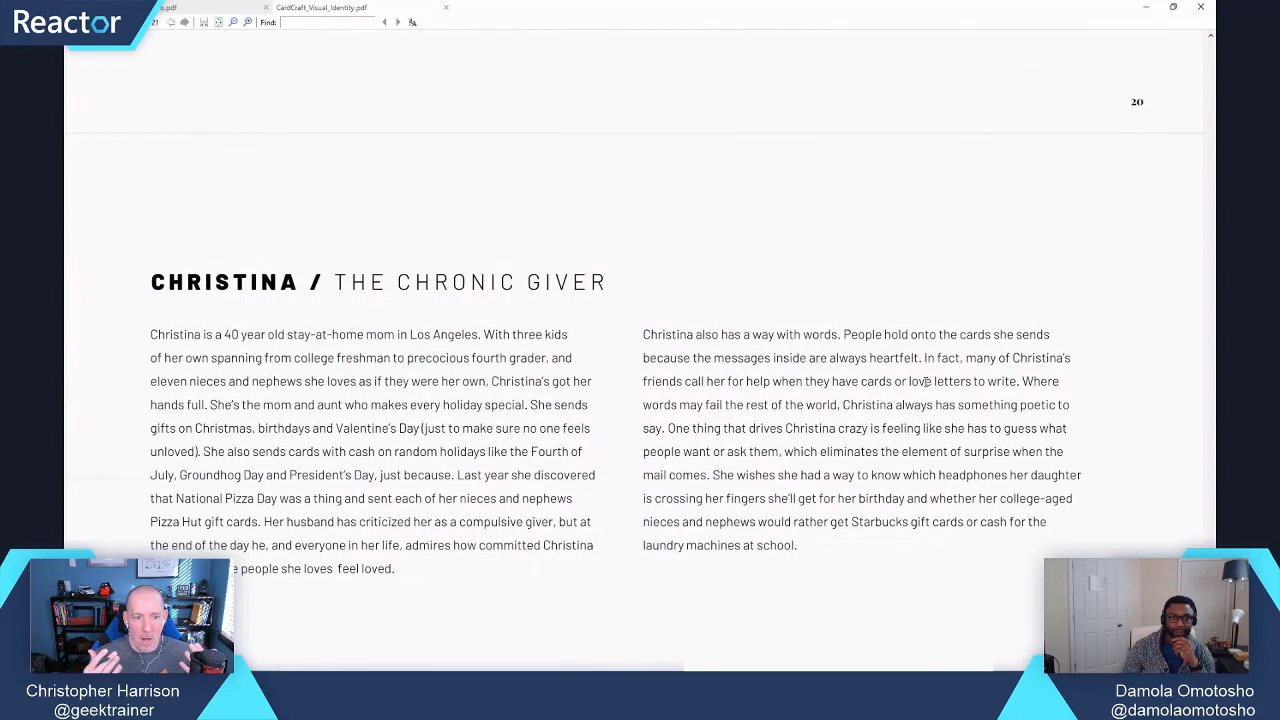 Reactor
o.pdf
CardCraft_Visual_Identity.pdf
21
Find:
20
CHRISTINA / THE CHRONIC GIVER
Christina is a 40 year old stay-at-home mom in Los Angeles. With three kids
of her own spanning from college freshman to precocious fourth grader, and
eleven nieces and nephews she loves as if they were her own, Christina's got her
hands full. She's the mom and aunt who makes every holiday special. She sends
gifts on Christmas, birthdays and Valentine's Day (just to make sure no one feels
unloved). She also sends cards with cash on random holidays like the Fourth of
July, Groundhog Day and President's Day, just because. Last year she discovered
that National Pizza Day was a thing and sent each of her nieces and nephews
Pizza Hut gift cards. Her husband has criticized her as a compulsive giver, but at
the end of the day he, and everyone in her life, admires how committed Christina
people she loves feel loved.
Christina also has a way with words. People hold onto the cards she sends
because the messages inside are always heartfelt. In fact, many of Christina's
friends call her for help when they have cards or love letters to write. Where
words may fail the rest of the world, Christina always has something poetic to
say. One thing that drives Christina crazy is feeling like she has to guess what
people want or ask them, which eliminates the element of surprise when the
mail comes. She wishes she had a way to know which headphones her daughter
is crossing her fingers she'll get for her birthday and whether her college-aged
nieces and nephews would rather get Starbucks gift cards or cash for the
laundry machines at school.
Christopher Harrison
@geektrainer
Damola Omotosho
@damolaomotosho